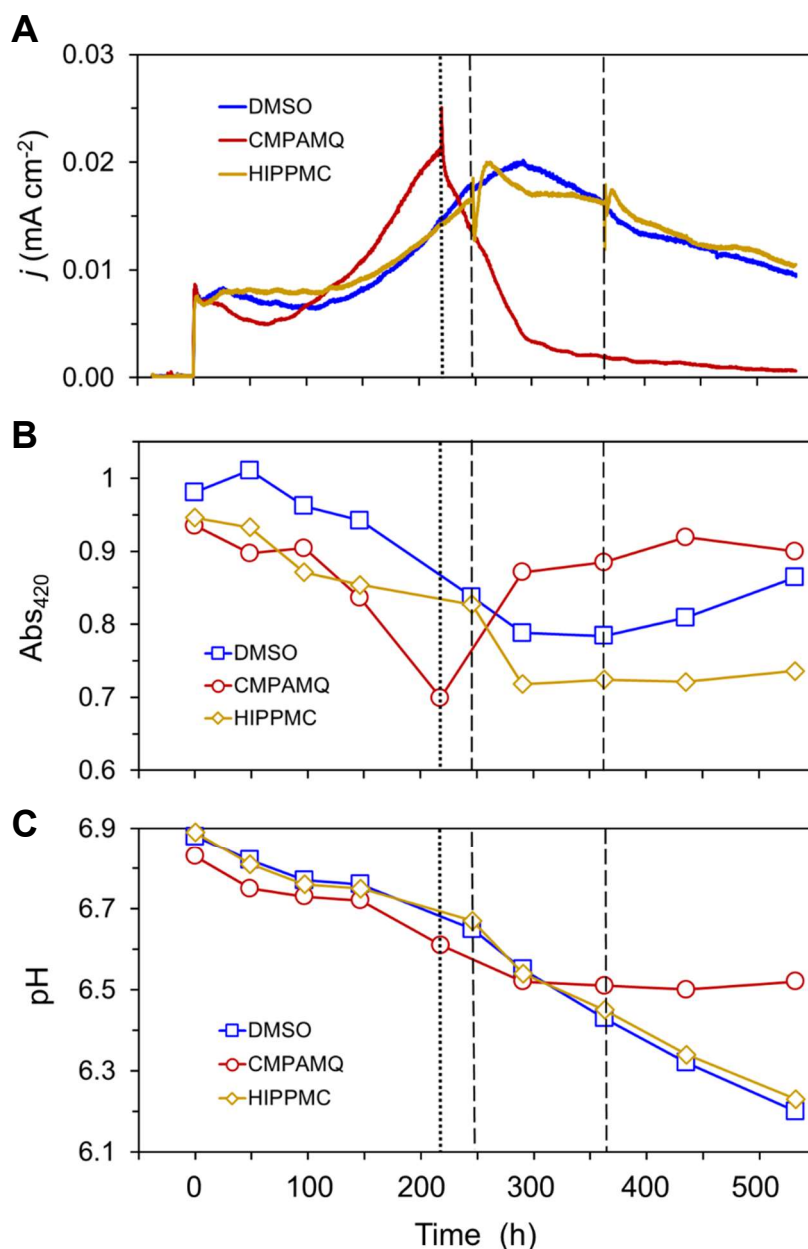 A
0.03
0.02
0.01
0.00
j (mA cm-2)
DMSO
CMPAMQ
HIPPMC
B
1
0.9
0.8
0.7
0.6
Abs420
DMSO
CMPAMQ
HIPPMC
C
6.9
6.7
6.5
6.3
6.1
pH
DMSO
CMPAMQ
HIPPMC
0 100 200 300 400 500
Time (h)